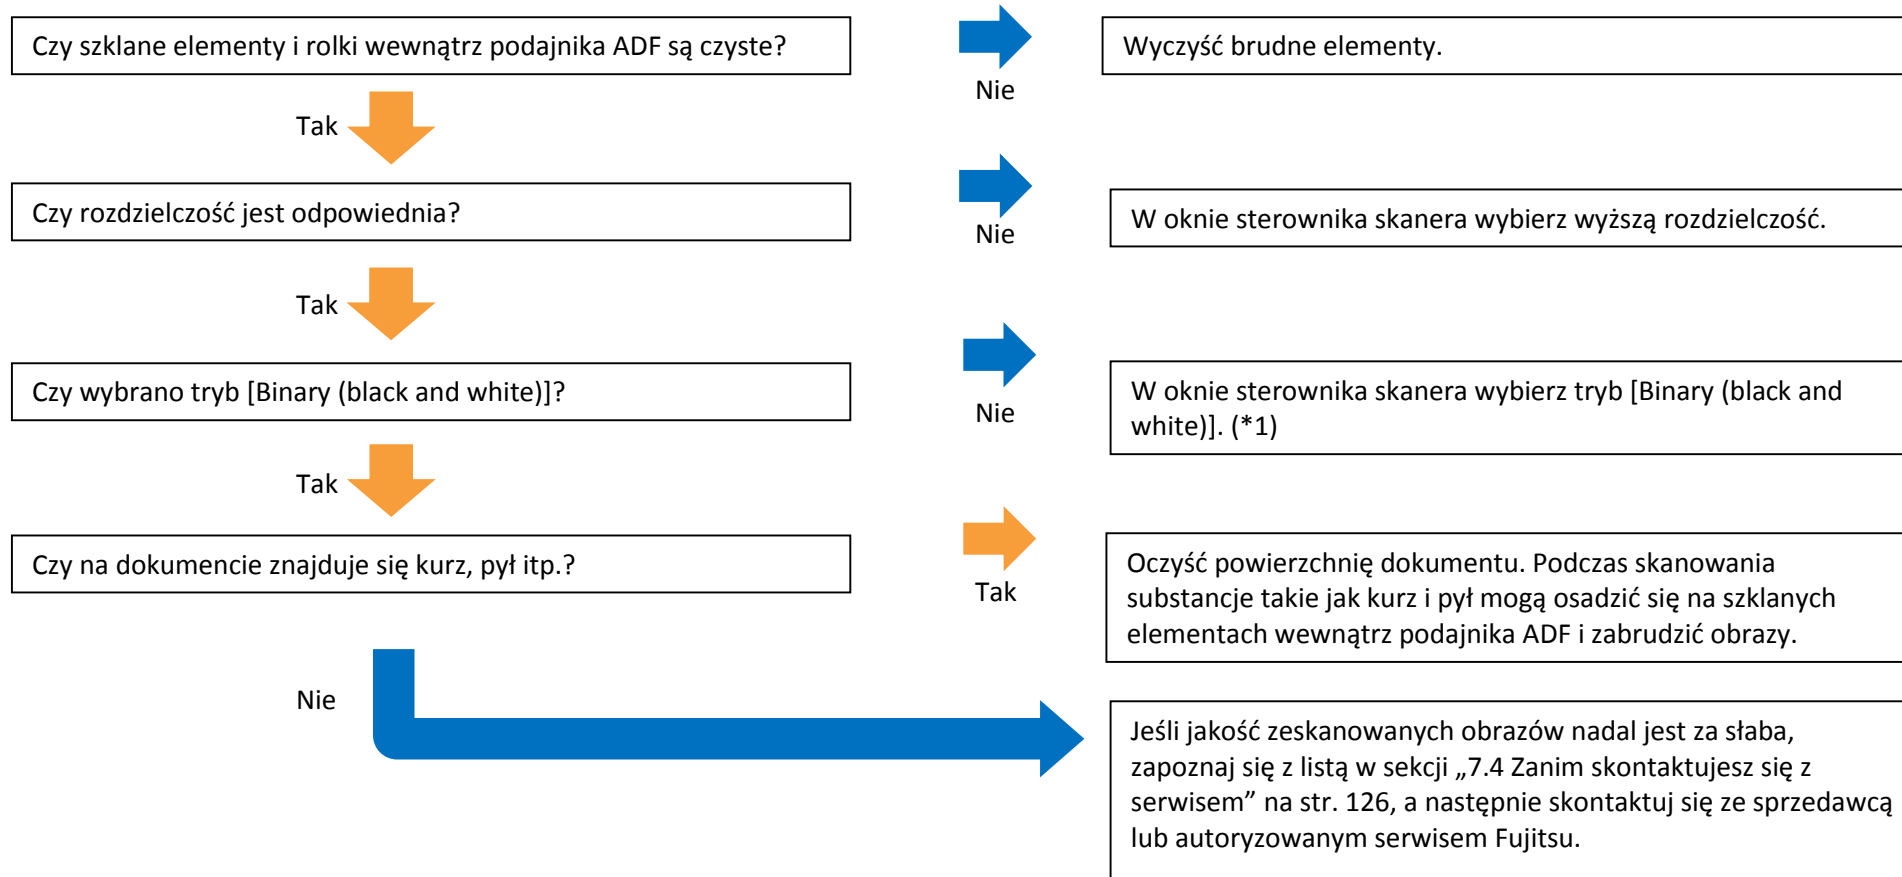 Czy szklane elementy i rolki wewnątrz podajnika ADF są czyste?
Nie
Wyczyść brudne elementy.
Tak
Czy rozdzielczość jest odpowiednia?
Nie
W oknie sterownika skanera wybierz wyższą rozdzielczość.
Tak
Czy wybrano tryb [Binary (black and white)]?
Nie
W oknie sterownika skanera wybierz tryb [Binary (black and
white)]. (*1)
Tak
Czy na dokumencie znajduje się kurz, pył itp.?
Tak
Oczyść powierzchnię dokumentu. Podczas skanowania
substancje takie jak kurz i pył mogą osadzić się na szklanych
elementach wewnątrz podajnika ADF i zabrudzić obrazy.
Nie
Jeśli jakość zeskanowanych obrazów nadal jest za słaba,
zapoznaj się z listą w sekcji „7.4 Zanim skontaktujesz się z
serwisem” na str. 126, a następnie skontaktuj się ze sprzedawcą
lub autoryzowanym serwisem Fujitsu.